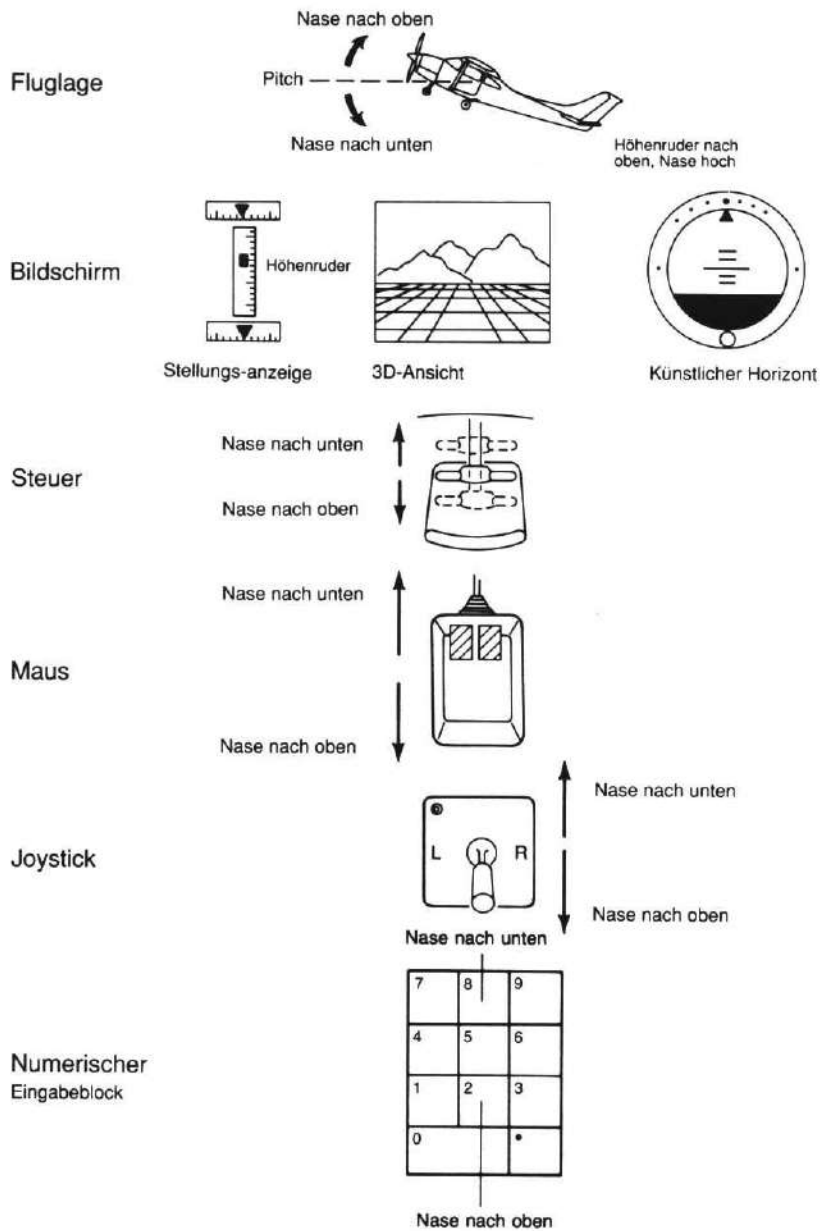 Nase nach oben
Fluglage
Pitch
Nase nach unten
Höhenruder nach
oben, Nase hoch
Bildschirm
Höhenruder
Stellungs-anzeige
3D-Ansicht
Künstlicher Horizont
Steuer
Nase nach unten
Nase nach oben
Maus
Nase nach unten
Nase nach oben
Joystick
L R
Nase nach unten
Nase nach oben
Numerischer
Eingabeblock
Nase nach unten
7 8 9
4 5 6
1 2 3
0 •
Nase nach oben